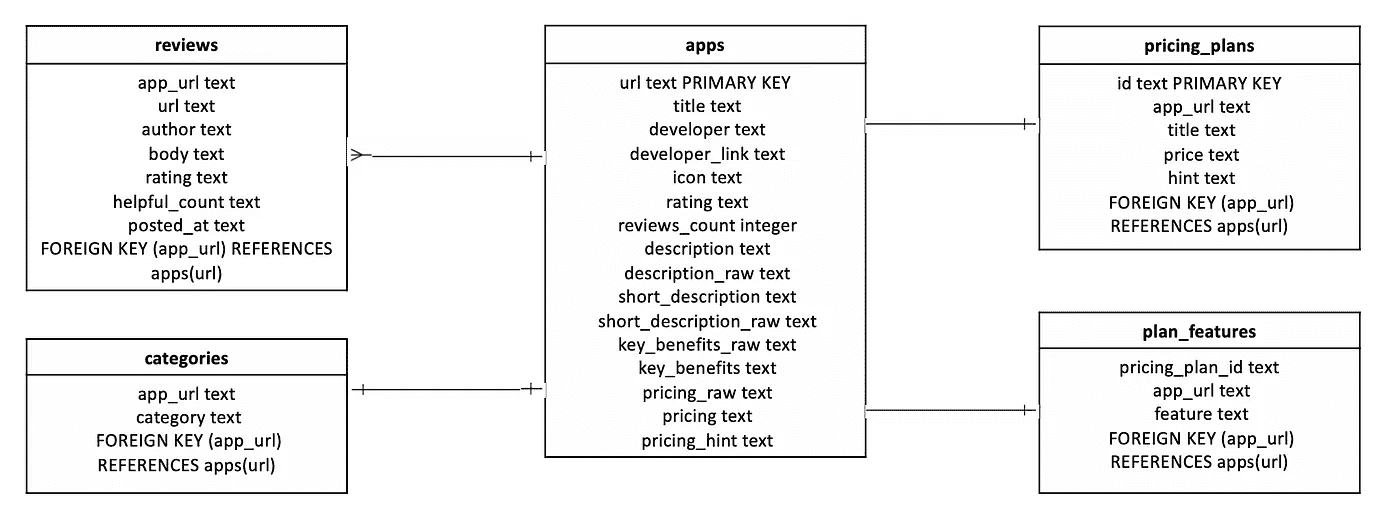 reviews
app_url text
url text
author text
body text
rating text
helpful_count text
posted_at text
FOREIGN KEY (app_url) REFERENCES
apps(url)
categories
app_url text
category text
FOREIGN KEY (app_url)
REFERENCES apps(url)
apps
url text PRIMARY KEY
title text
developer text
developer_link text
icon text
rating text
reviews_count integer
description text
description_raw text
short_description text
short_description_raw text
key_benefits_raw text
key_benefits text
pricing_raw text
pricing text
pricing_hint text
pricing_plans
id text PRIMARY KEY
app_url text
title text
price text
hint text
FOREIGN KEY (app_url)
REFERENCES apps(url)
plan_features
pricing_plan_id text
app_url text
feature text
FOREIGN KEY (app_url)
REFERENCES apps(url)